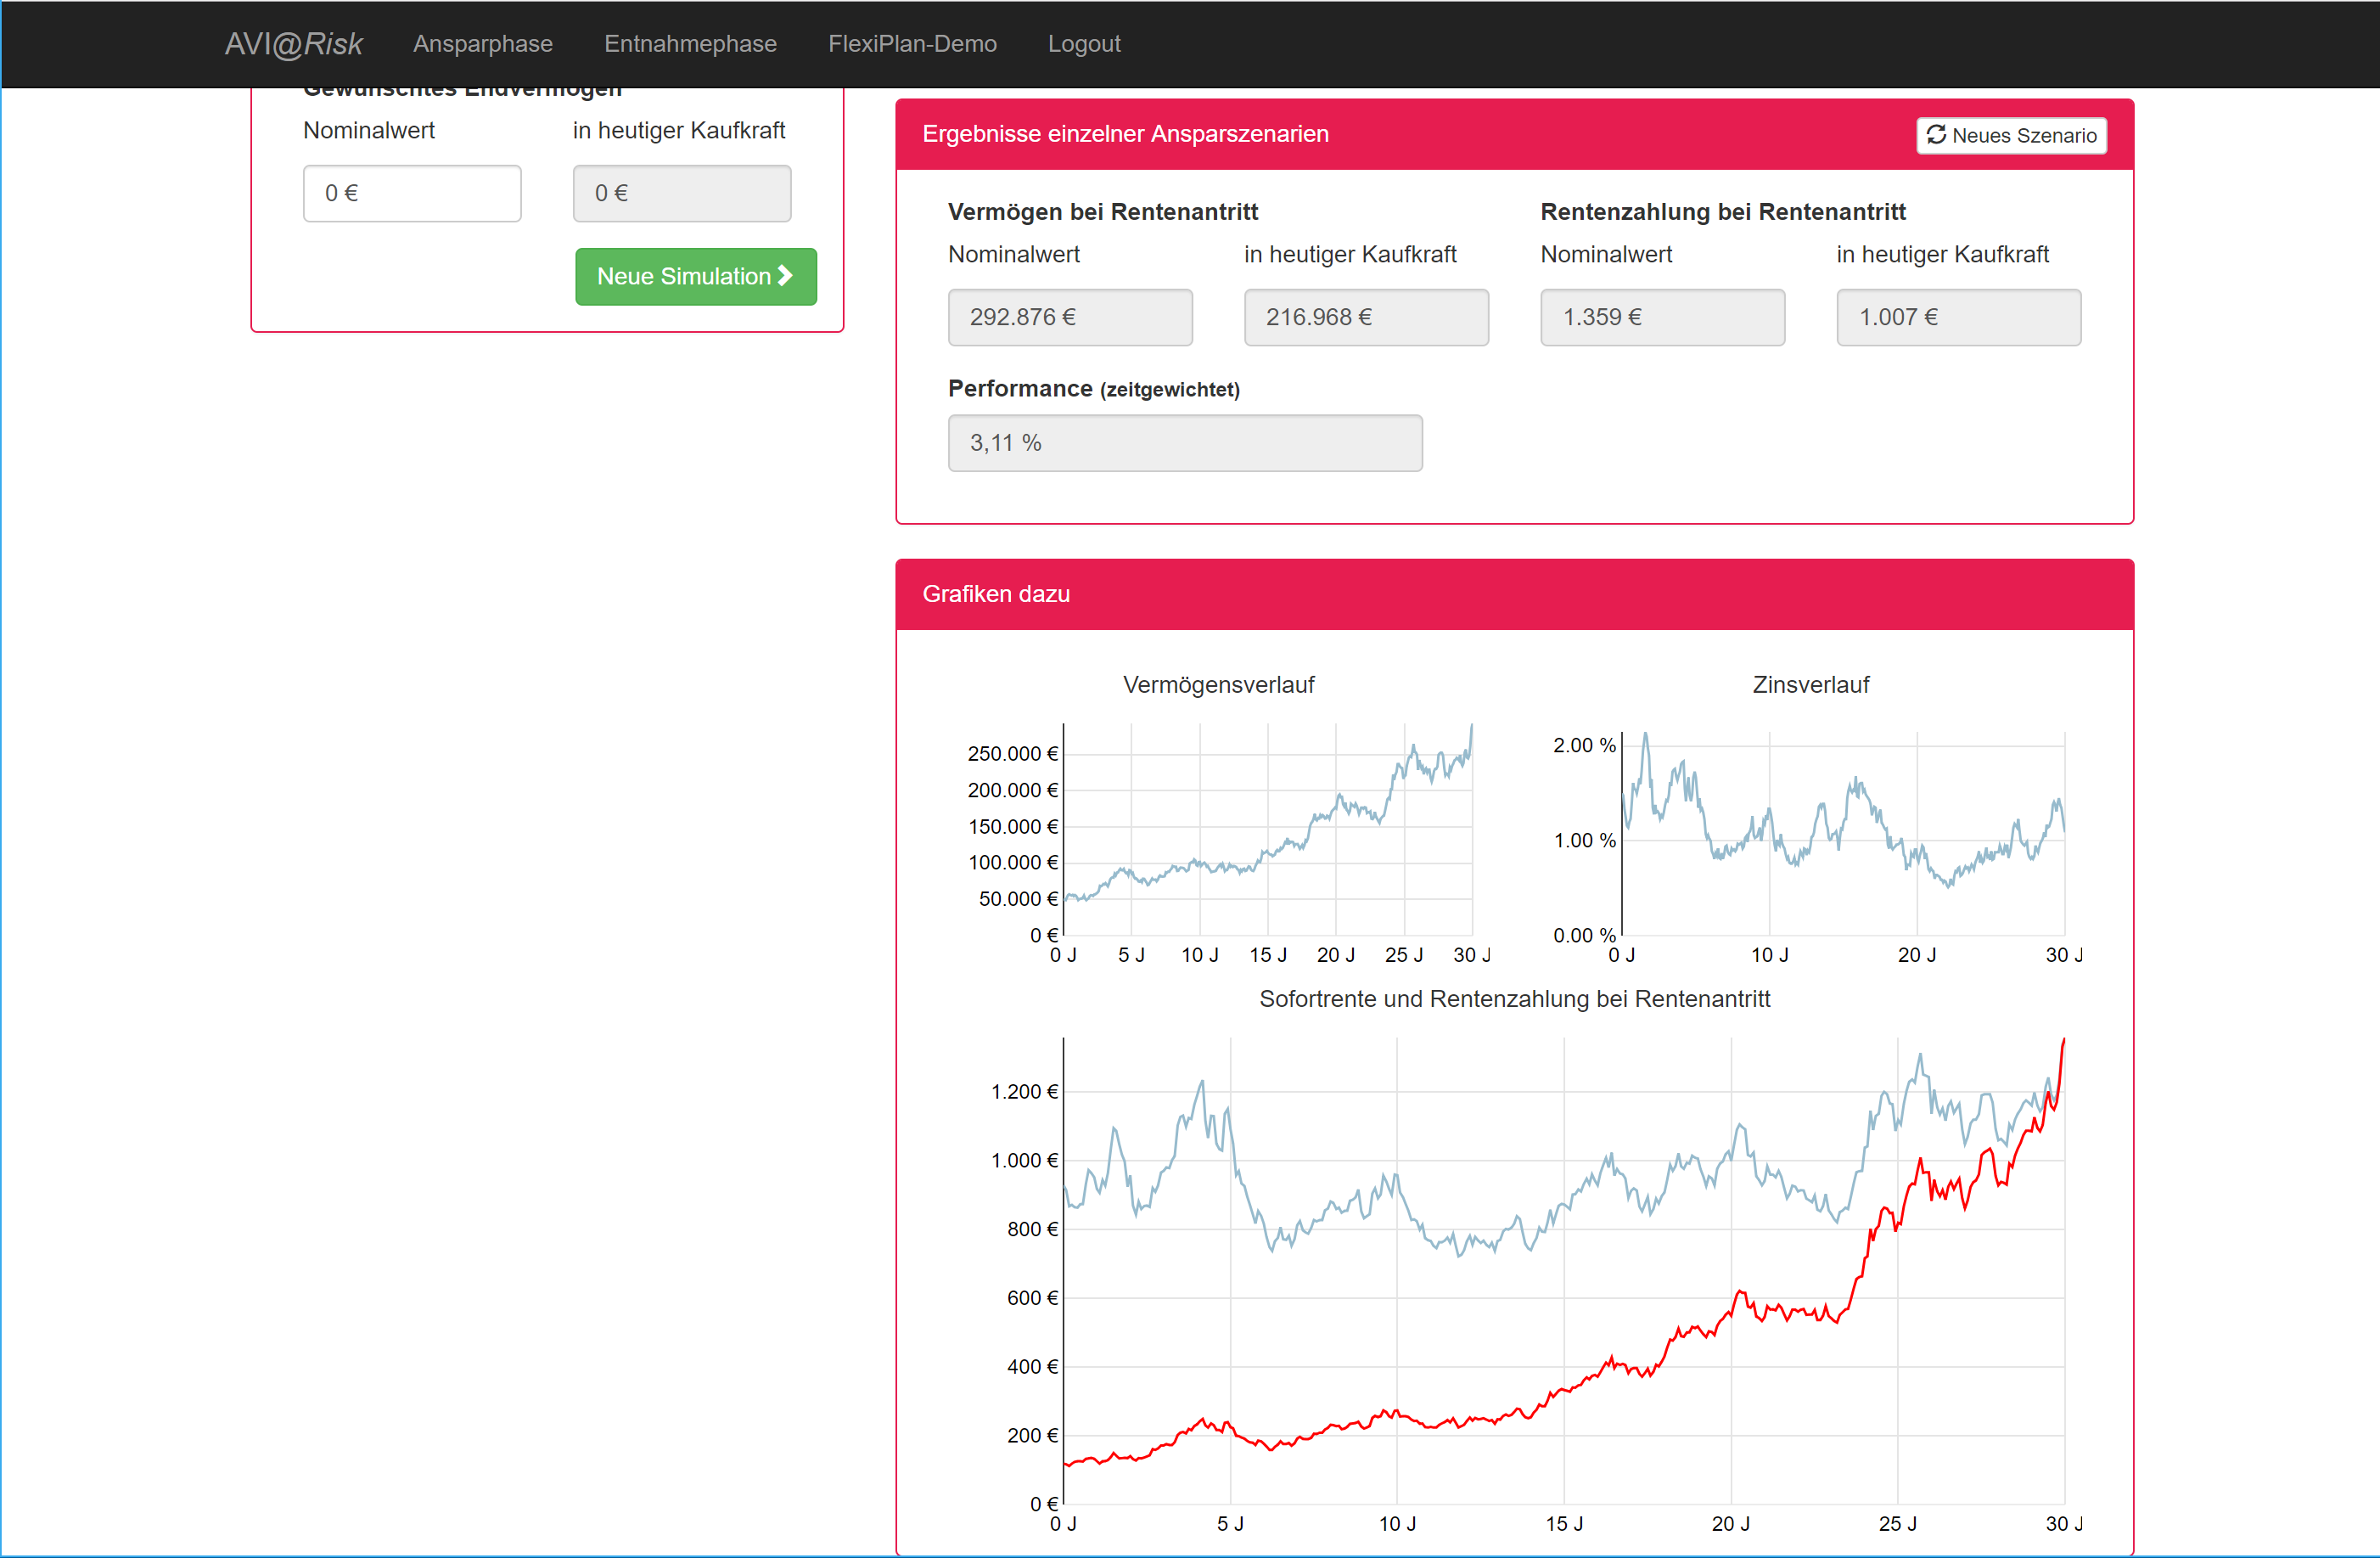 AVI@Risk Ansparphase Entnahmephase FlexiPlan-Demo Logout
Gewünschtes Endvermögen
Nominalwert in heutiger Kaufkraft
0 € 0 €
Neue Simulation
Ergebnisse einzelner Ansparszenarien Neues Szenario
Vermögen bei Rentenantritt Rentenzahlung bei Rentenantritt
Nominalwert in heutiger Kaufkraft Nominalwert in heutiger Kaufkraft
292.876 € 216.968 € 1.359 € 1.007 €
Performance (zeitgewichtet)
3,11 %
Grafiken dazu
Vermögensverlauf
250.000 €
200.000 €
150.000 €
100.000 €
50.000 €
0 €
0 J 5 J 10 J 15 J 20 J 25 J 30 J
Zinsverlauf
2.00 %
1.00 %
0.00 %
0 J 10 J 20 J 30 J
Sofortrente und Rentenzahlung bei Rentenantritt
1.200 €
1.000 €
800 €
600 €
400 €
200 €
0 €
0 J 5 J 10 J 15 J 20 J 25 J 30 J